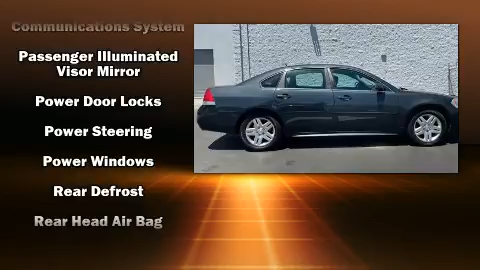 Communications System
Passenger Illuminated
Visor Mirror
Power Door Locks
Power Steering
Power Windows
Rear Defrost
Rear Head Air Bag